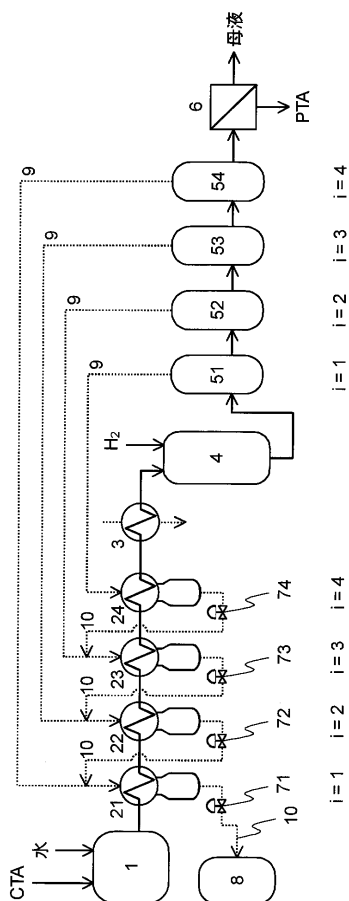 CTA
水
1
21
22
23
24
10
10
10
3
H₂
4
9
9
9
9
51
52
53
54
6
母液
PTA
71
72
73
74
10
8
i = 1
i = 2
i = 3
i = 4
i = 1
i = 2
i = 3
i = 4